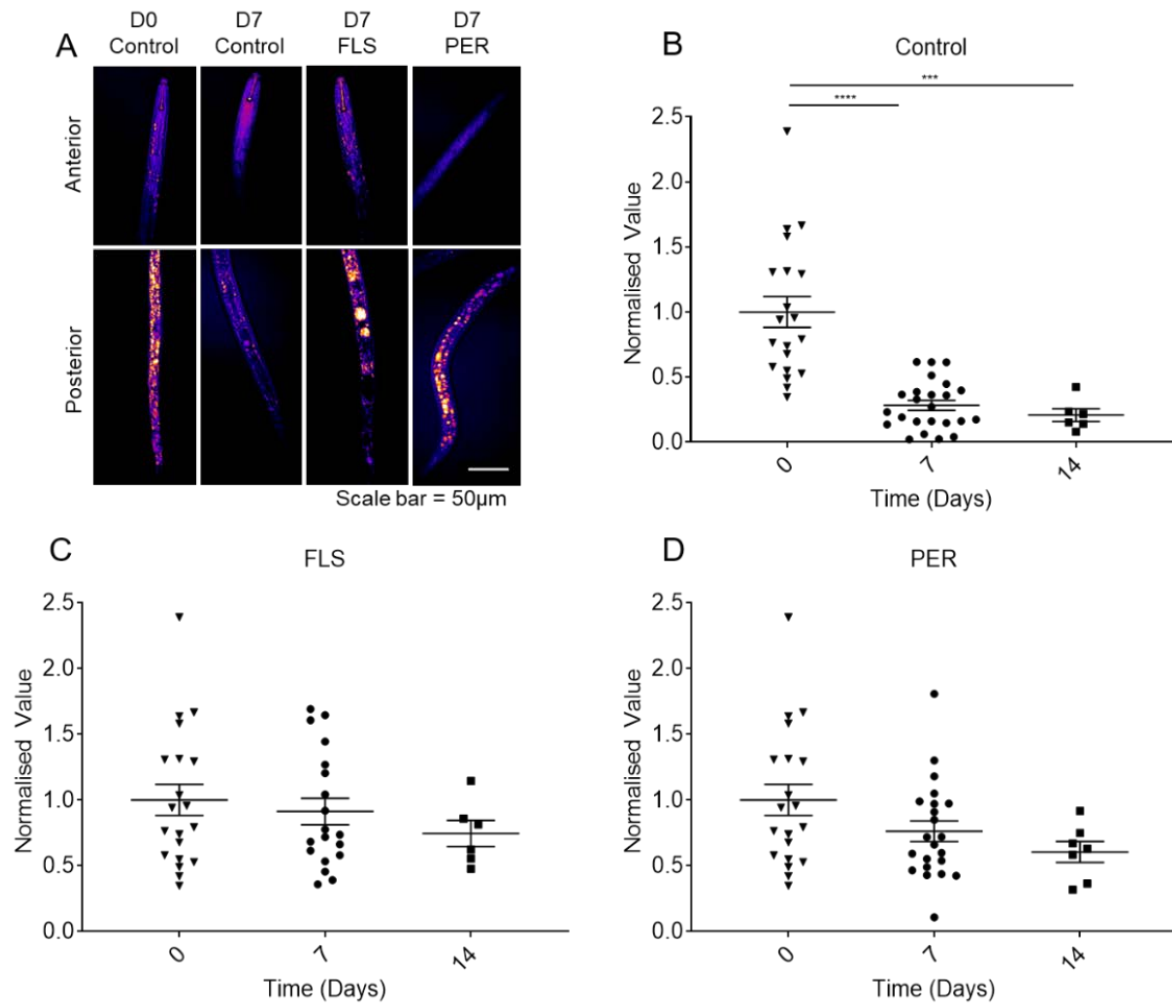 A
D0 Control
D7 Control
D7 FLS
D7 PER
Anterior
Posterior
Scale bar = 50µm
B
Control
***
****
Normalised Value
2.5
2.0
1.5
1.0
0.5
0.0
0
7
14
Time (Days)
C
FLS
Normalised Value
2.5
2.0
1.5
1.0
0.5
0.0
0
7
14
Time (Days)
D
PER
Normalised Value
2.5
2.0
1.5
1.0
0.5
0.0
0
7
14
Time (Days)